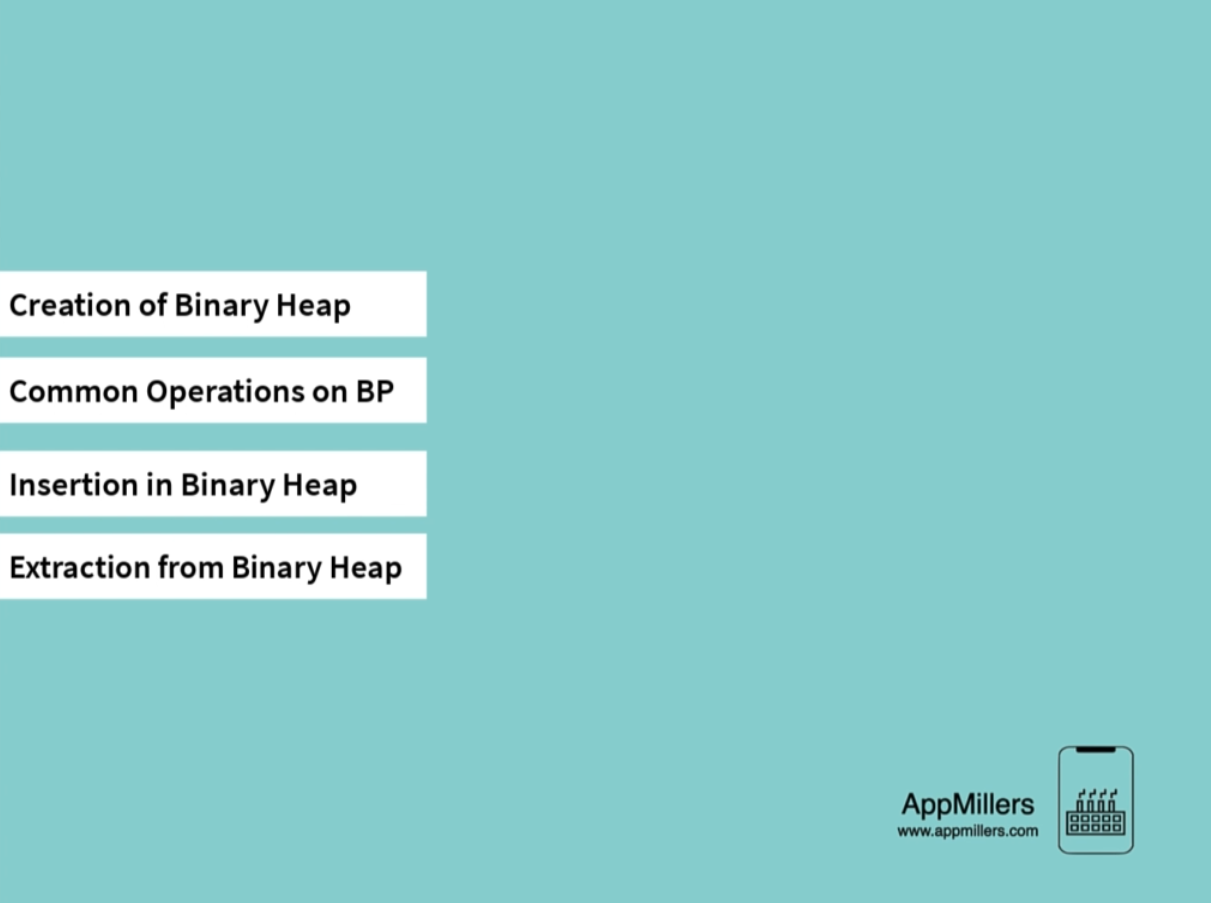 Creation of Binary Heap
Common Operations on BP
Insertion in Binary Heap
Extraction from Binary Heap
AppMillers
www.appmillers.com